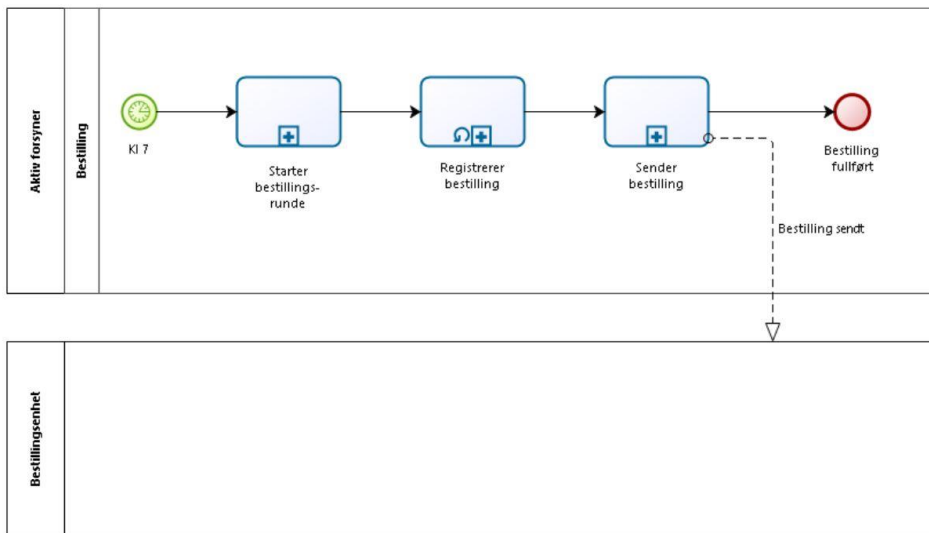 Aktiv forsyner
Bestilling
Kl 7
Starter
bestillings-
runde
Registrerer
bestilling
Sender
bestilling
Bestilling
fullført
Bestilling sendt
Bestillingsenhet